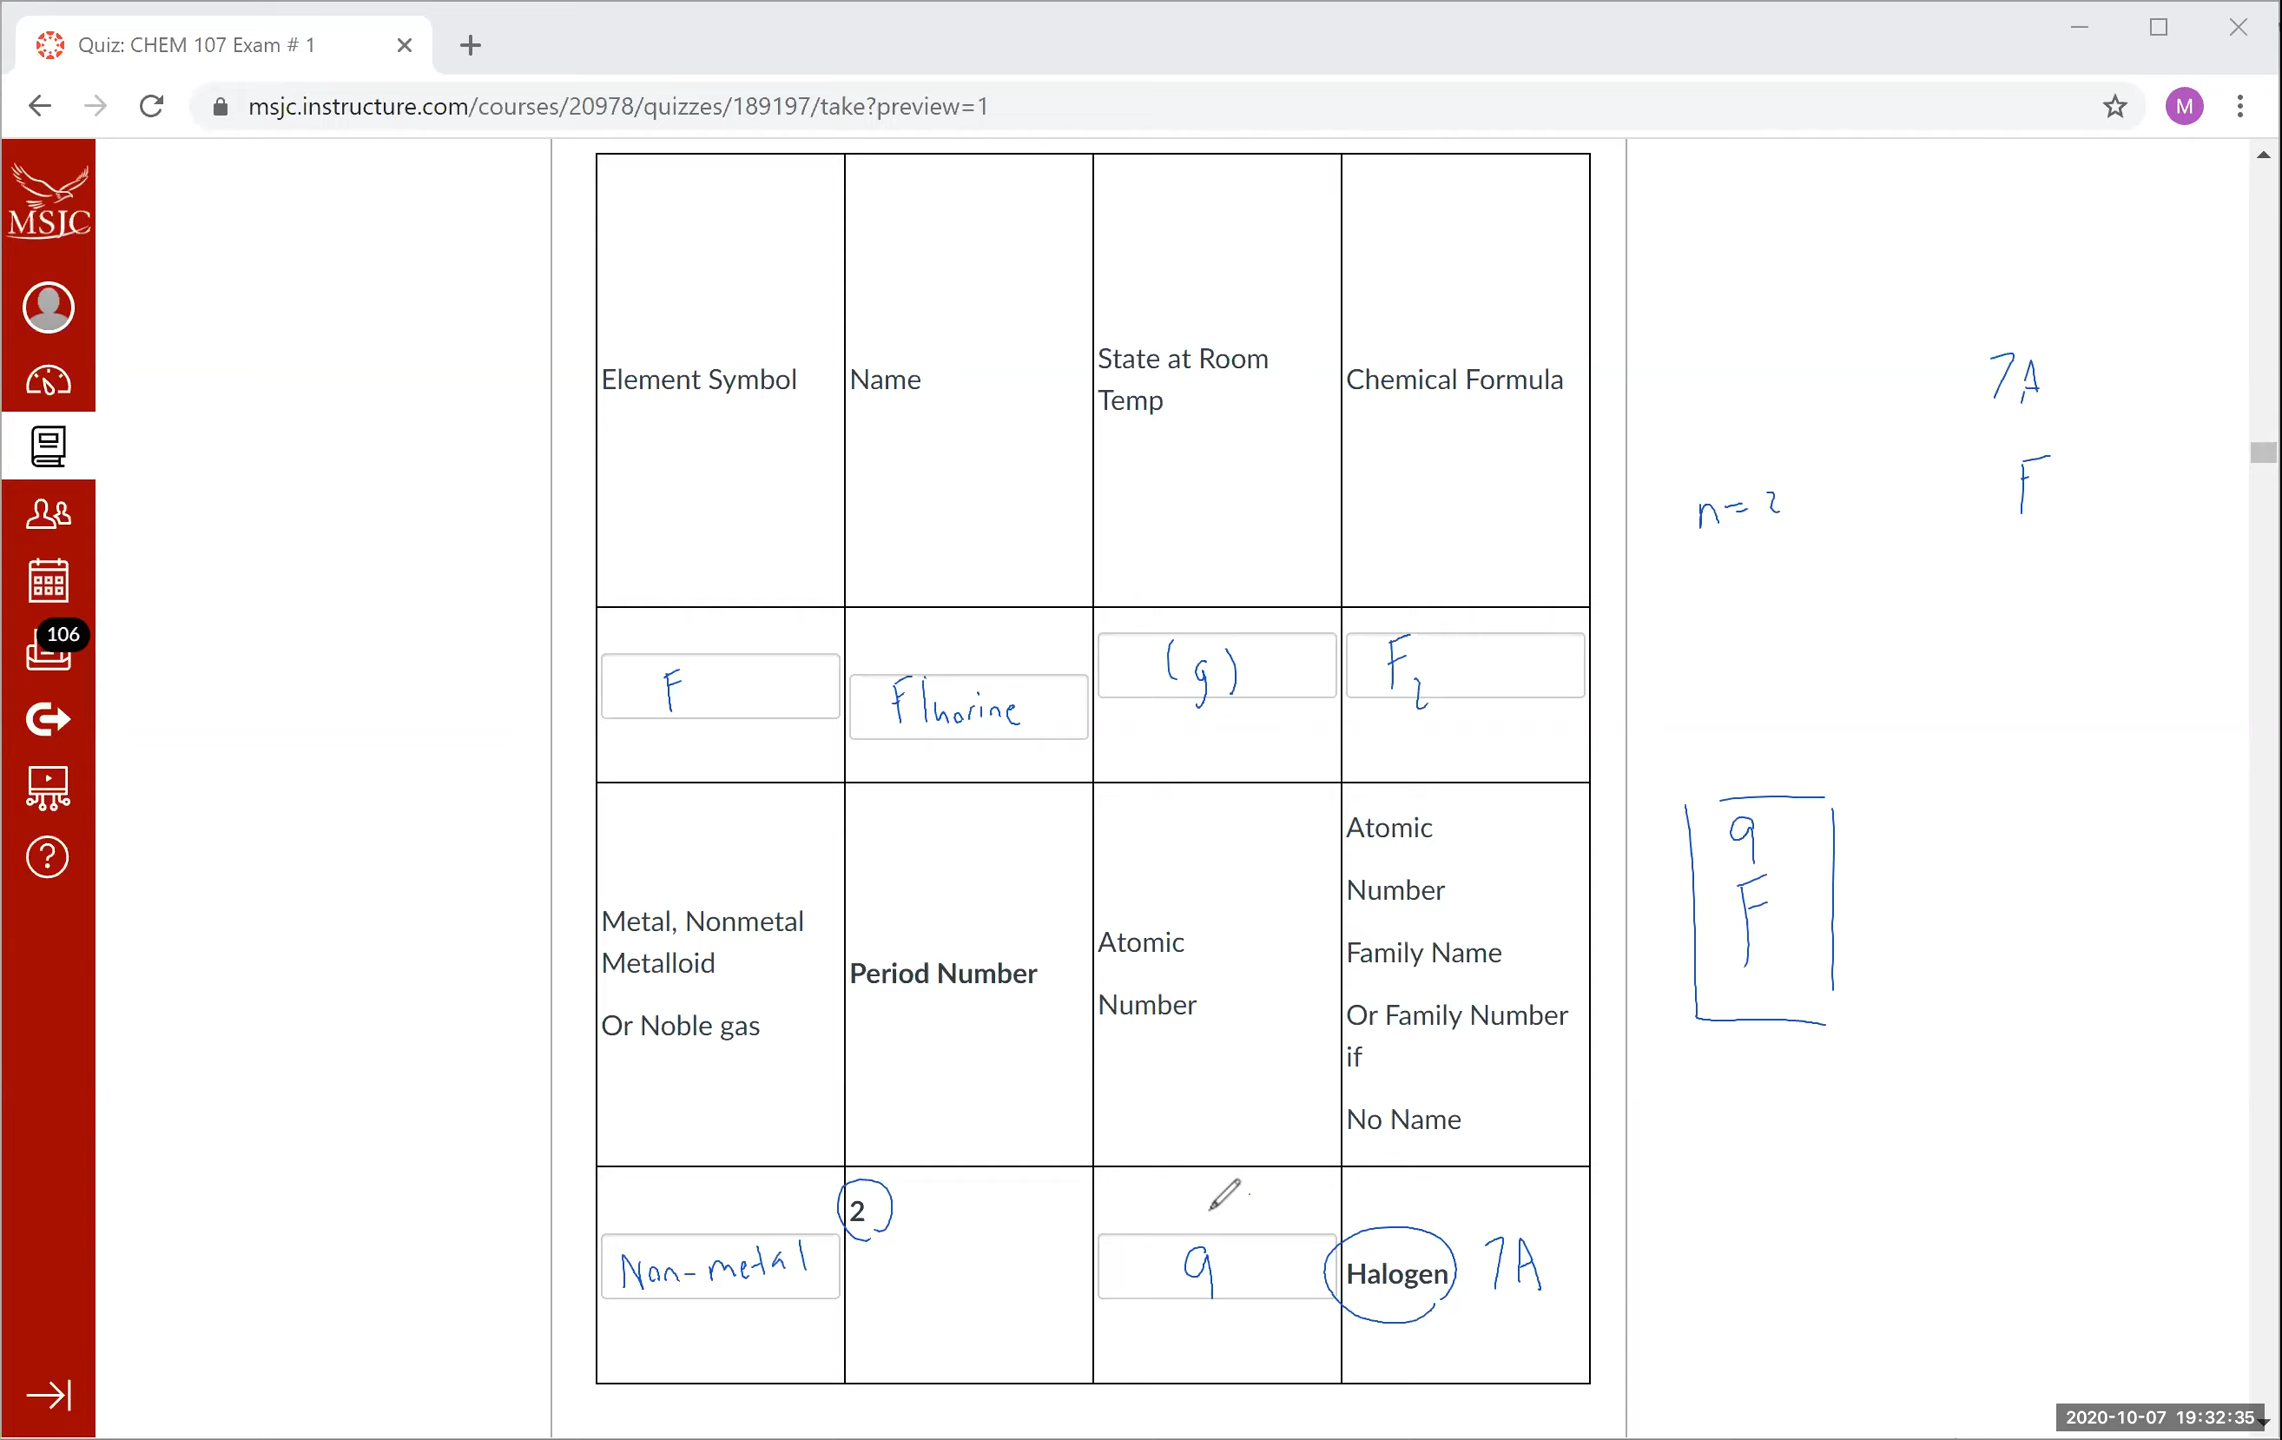 Quiz: CHEM 107 Exam # 1
msjc.instructure.com/courses/20978/quizzes/189197/take?preview=1
M
MSJC
106
Element Symbol
Name
State at Room
Temp
Chemical Formula
7A
F
n = 2
F
Fluorine
(g)
F2
Metal, Nonmetal
Metalloid
Or Noble gas
Period Number
Atomic
Number
Atomic
Number
Family Name
Or Family Number
if
No Name
9
F
Non-metal
2
9
Halogen
7A
2020-10-07 19:32:35